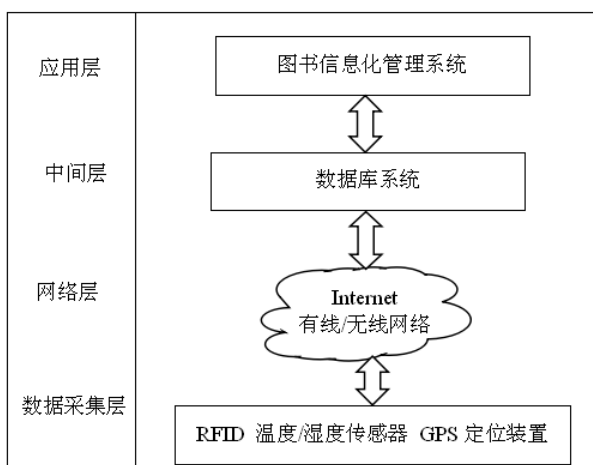 应用层
图书信息化管理系统
中间层
数据库系统
网络层
Internet
有线/无线网络
数据采集层
RFID 温度/湿度传感器 GPS 定位装置